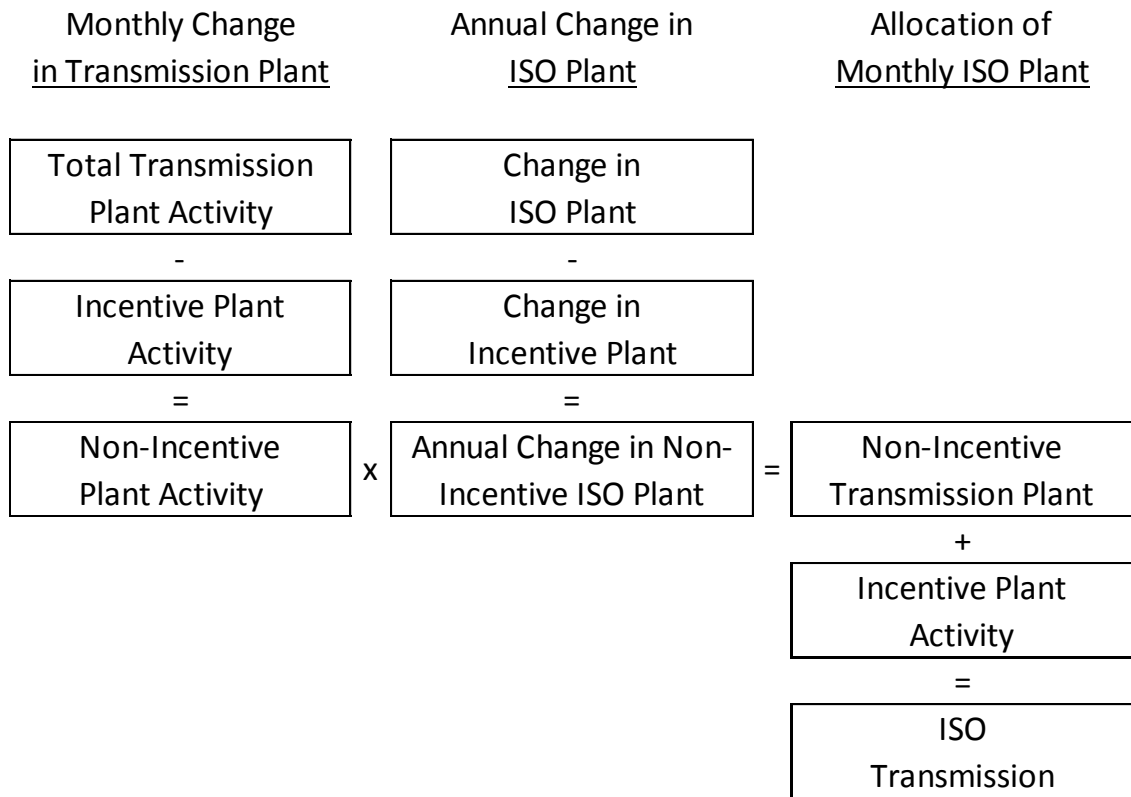 Monthly Change
in Transmission Plant
Annual Change in
ISO Plant
Allocation of
Monthly ISO Plant
Total Transmission
Plant Activity
Change in
ISO Plant
-
-
Incentive Plant
Activity
Change in
Incentive Plant
=
=
Non-Incentive
Plant Activity
x
Annual Change in Non-
Incentive ISO Plant
=
Non-Incentive
Transmission Plant
+
Incentive Plant
Activity
=
ISO
Transmission